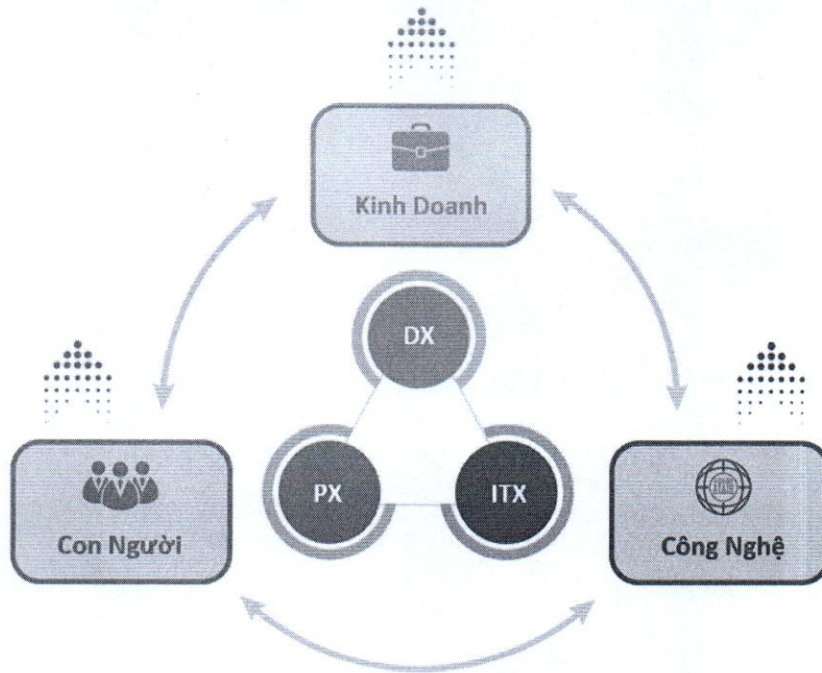 Kinh Doanh
DX
PX
ITX
Con Người
Công Nghệ